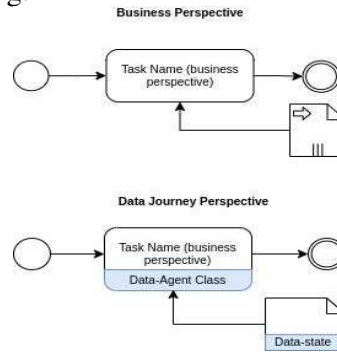 g.
Business Perspective
Task Name (business
perspective)
Data Journey Perspective
Task Name (business
perspective)
Data-Agent Class
Data-state